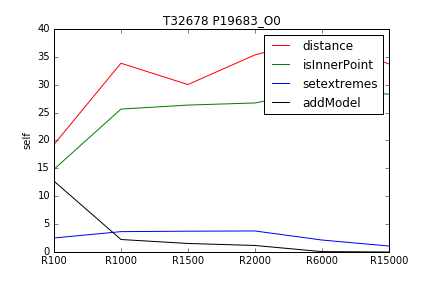 T32678 P19683_O0
40
35
30
25
20
15
10
5
0
self
distance
isInnerPoint
setextremes
addModel
R100 R1000 R1500 R2000 R6000 R15000